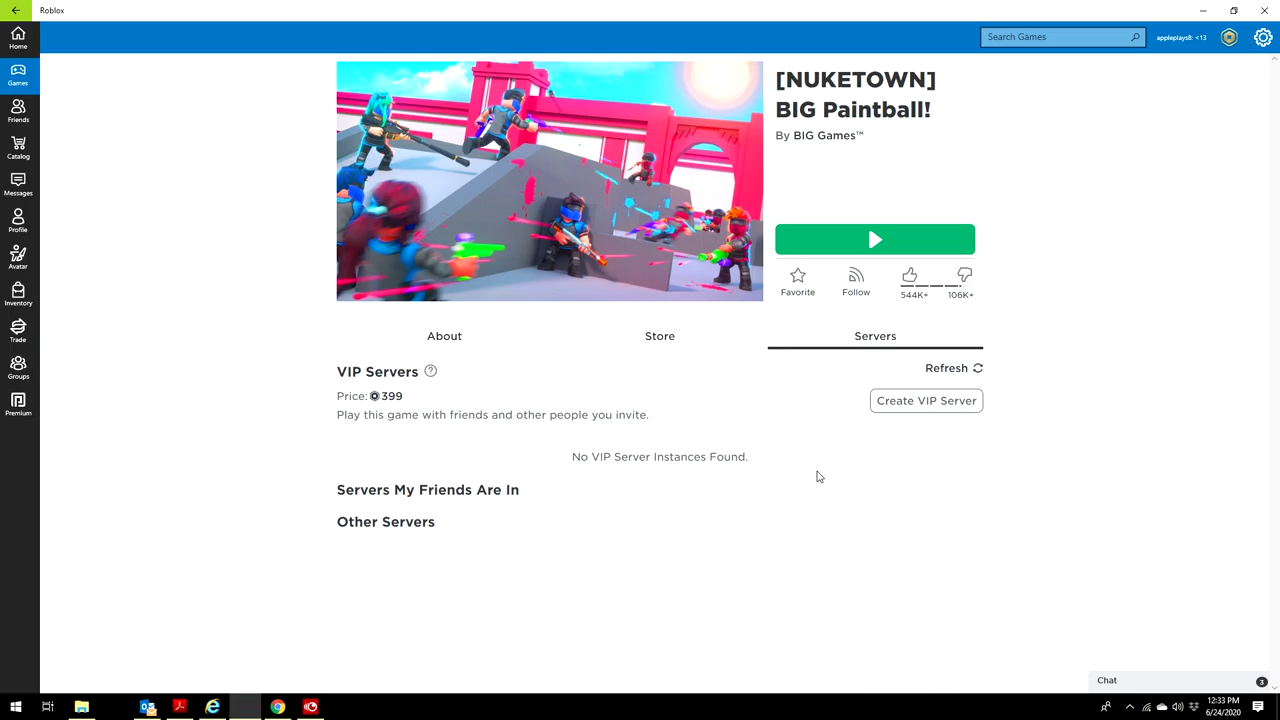 Roblox
Search Games
appleplays8: <13
Home
Games
Friends
Catalog
Messages
Profile
Avatar
Inventory
Trade
Groups
Premium
[NUKETOWN]
BIG Paintball!
By BIG Games™
Favorite
Follow
544K+
106K+
About
Store
Servers
VIP Servers
Refresh
Price: 399
Create VIP Server
Play this game with friends and other people you invite.
No VIP Server Instances Found.
Servers My Friends Are In
Other Servers
Chat
3
12:33 PM
6/24/2020